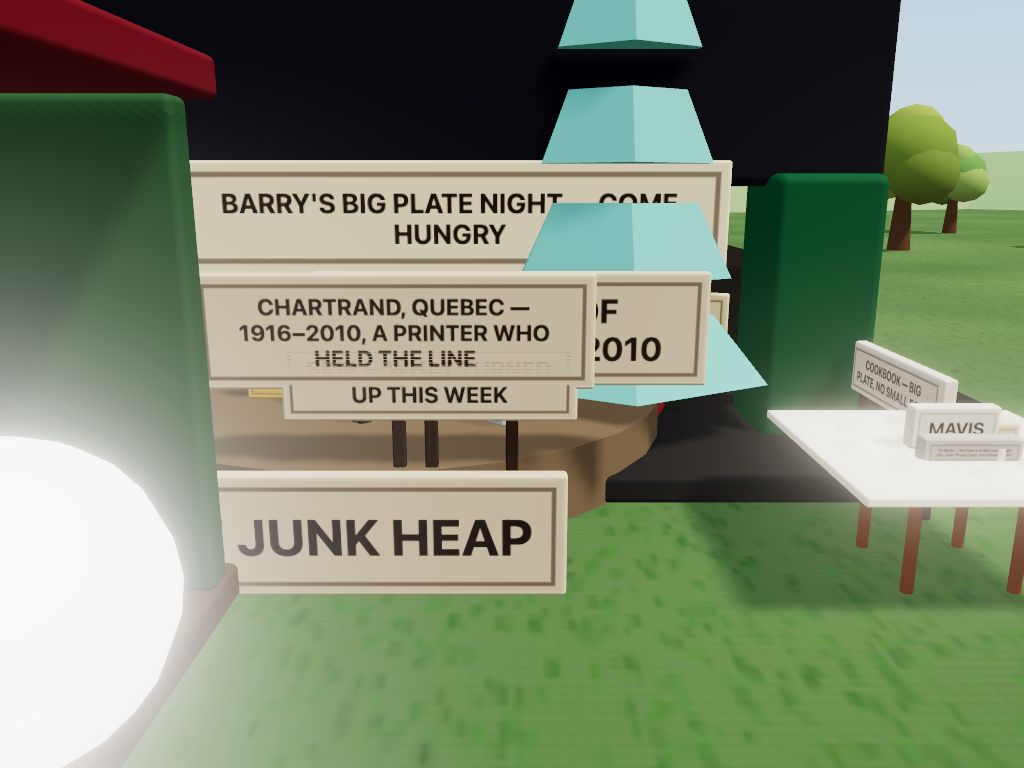 BARRY'S BIG PLATE NIGHT COME
HUNGRY
CHARTRAND, QUEBEC —
1916–2010, A PRINTER WHO
HELD THE LINE
OF
2010
UP THIS WEEK
JUNK HEAP
COOKBOOK — BIG
PLATE, NO SMALL
MAVIS